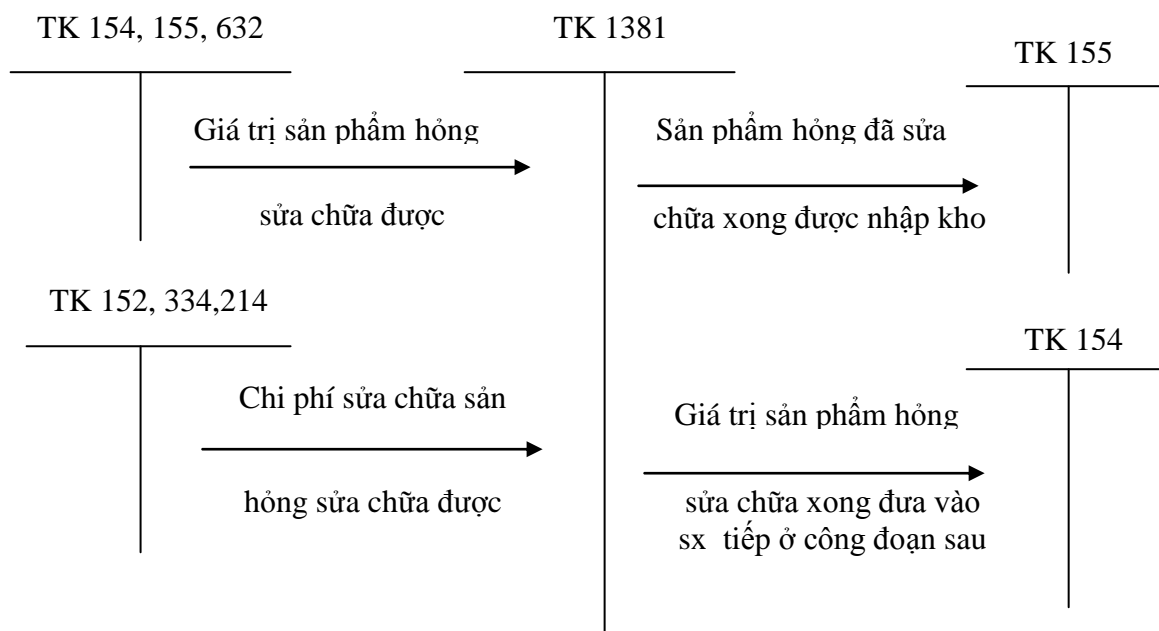 TK 154, 155, 632
TK 1381
TK 155
Giá trị sản phẩm hỏng
sửa chữa được
Sản phẩm hỏng đã sửa
chữa xong được nhập kho
TK 152, 334,214
TK 154
Chi phí sửa chữa sản
hỏng sửa chữa được
Giá trị sản phẩm hỏng
sửa chữa xong đưa vào
sx tiếp ở công đoạn sau